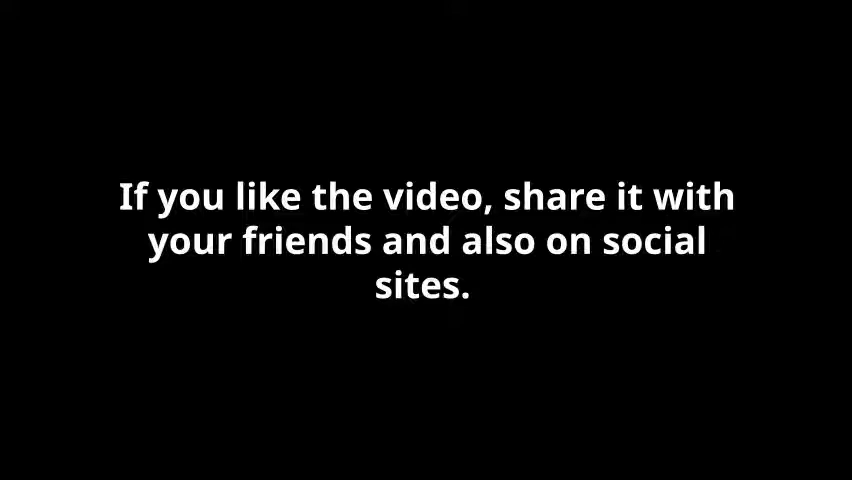 If you like the video, share it with
your friends and also on social
sites.